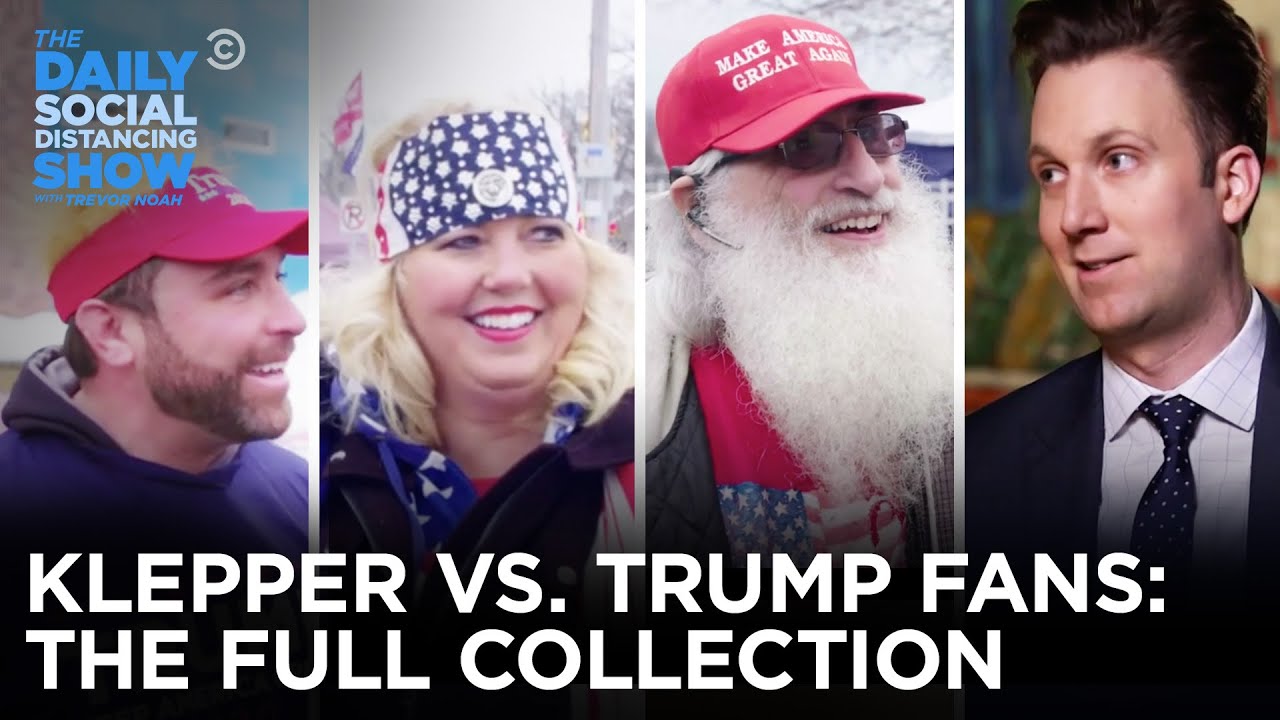 THE
DAILY
SOCIAL
DISTANCING
SHOW
WITH TREVOR NOAH
MAKE AMERICA
GREAT AGAIN
KLEPPER VS. TRUMP FANS:
THE FULL COLLECTION